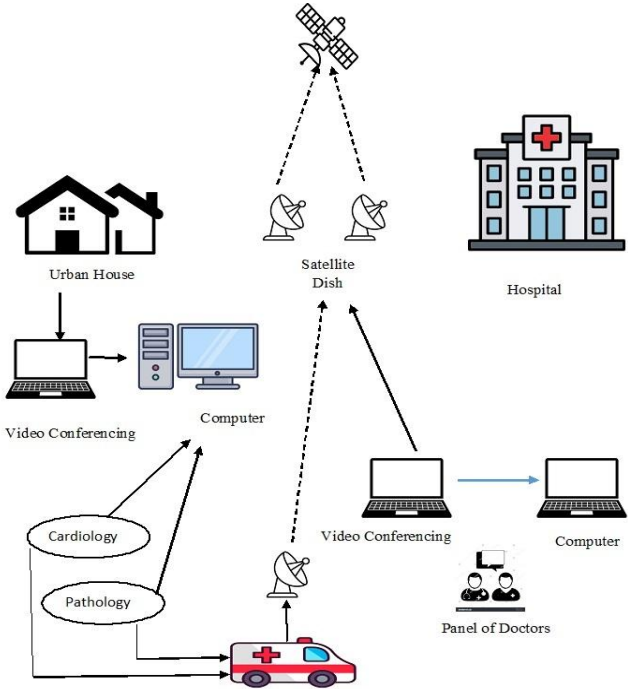 Urban House
Satellite
Dish
Hospital
Video Conferencing
Computer
Video Conferencing
Computer
Cardiology
Pathology
Panel of Doctors